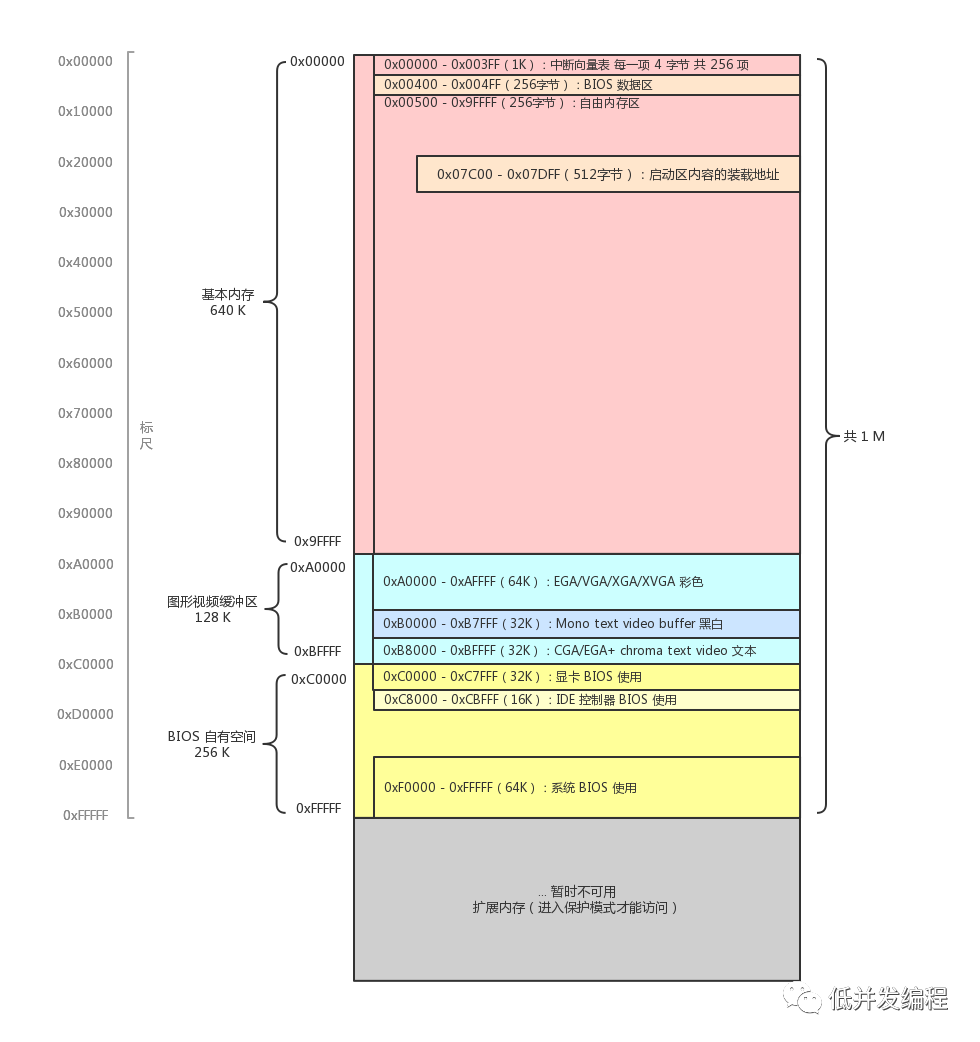 0x00000
0x10000
0x20000
0x30000
0x40000
0x50000
0x60000
0x70000
0x80000
0x90000
0xA0000
0xB0000
0xC0000
0xD0000
0xE0000
0xFFFFF
标
尺
基本内存
640 K
0x00000
0x9FFFF
图形视频缓冲区
128 K
0xA0000
0xBFFFF
BIOS 自有空间
256 K
0xC0000
0xFFFFF
0x00000 - 0x003FF（1K）：中断向量表 每一项 4 字节 共 256 项
0x00400 - 0x004FF（256字节）：BIOS 数据区
0x00500 - 0x9FFFF（256字节）：自由内存区
0x07C00 - 0x07DFF（512字节）：启动区内容的装载地址
0xA0000 - 0xAFFFF（64K）：EGA/VGA/XGA/XVGA 彩色
0xB0000 - 0xB7FFF（32K）：Mono text video buffer 黑白
0xB8000 - 0xBFFFF（32K）：CGA/EGA+ chroma text video 文本
0xC0000 - 0xC7FFF（32K）：显卡 BIOS 使用
0xC8000 - 0xCBFFF（16K）：IDE 控制器 BIOS 使用
0xF0000 - 0xFFFFF（64K）：系统 BIOS 使用
... 暂时不可用
扩展内存（进入保护模式才能访问）
共 1 M
低并发编程